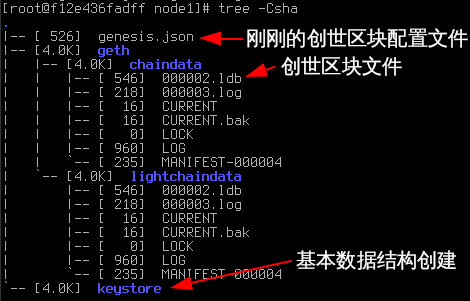 [root@f12e436fadff node1]# tree -Csha
.
|-- [ 526]  genesis.json 刚刚的创世区块配置文件
|-- [4.0K]  geth
|   |-- [4.0K]  chaindata 创世区块文件
|   |   |-- [ 546]  000002.ldb
|   |   |-- [ 218]  000003.log
|   |   |-- [  16]  CURRENT
|   |   |-- [  16]  CURRENT.bak
|   |   |-- [   0]  LOCK
|   |   |-- [ 960]  LOG
|   |   `-- [ 235]  MANIFEST-000004
|   `-- [4.0K]  lightchaindata
|       |-- [ 546]  000002.ldb
|       |-- [ 218]  000003.log
|       |-- [  16]  CURRENT
|       |-- [  16]  CURRENT.bak
|       |-- [   0]  LOCK
|       |-- [ 960]  LOG
|       `-- [ 235]  MANIFEST-000004
基本数据结构创建
`-- [4.0K]  keystore